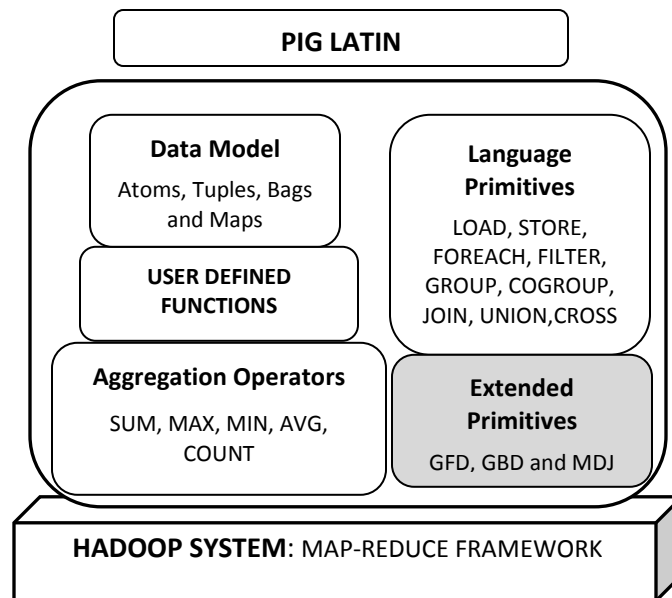 PIG LATIN
Data Model
Atoms, Tuples, Bags
and Maps
USER DEFINED
FUNCTIONS
Aggregation Operators
SUM, MAX, MIN, AVG,
COUNT
Language
Primitives
LOAD, STORE,
FOREACH, FILTER,
GROUP, COGROUP,
JOIN, UNION,CROSS
Extended
Primitives
GFD, GBD and MDJ
HADOOP SYSTEM: MAP-REDUCE FRAMEWORK